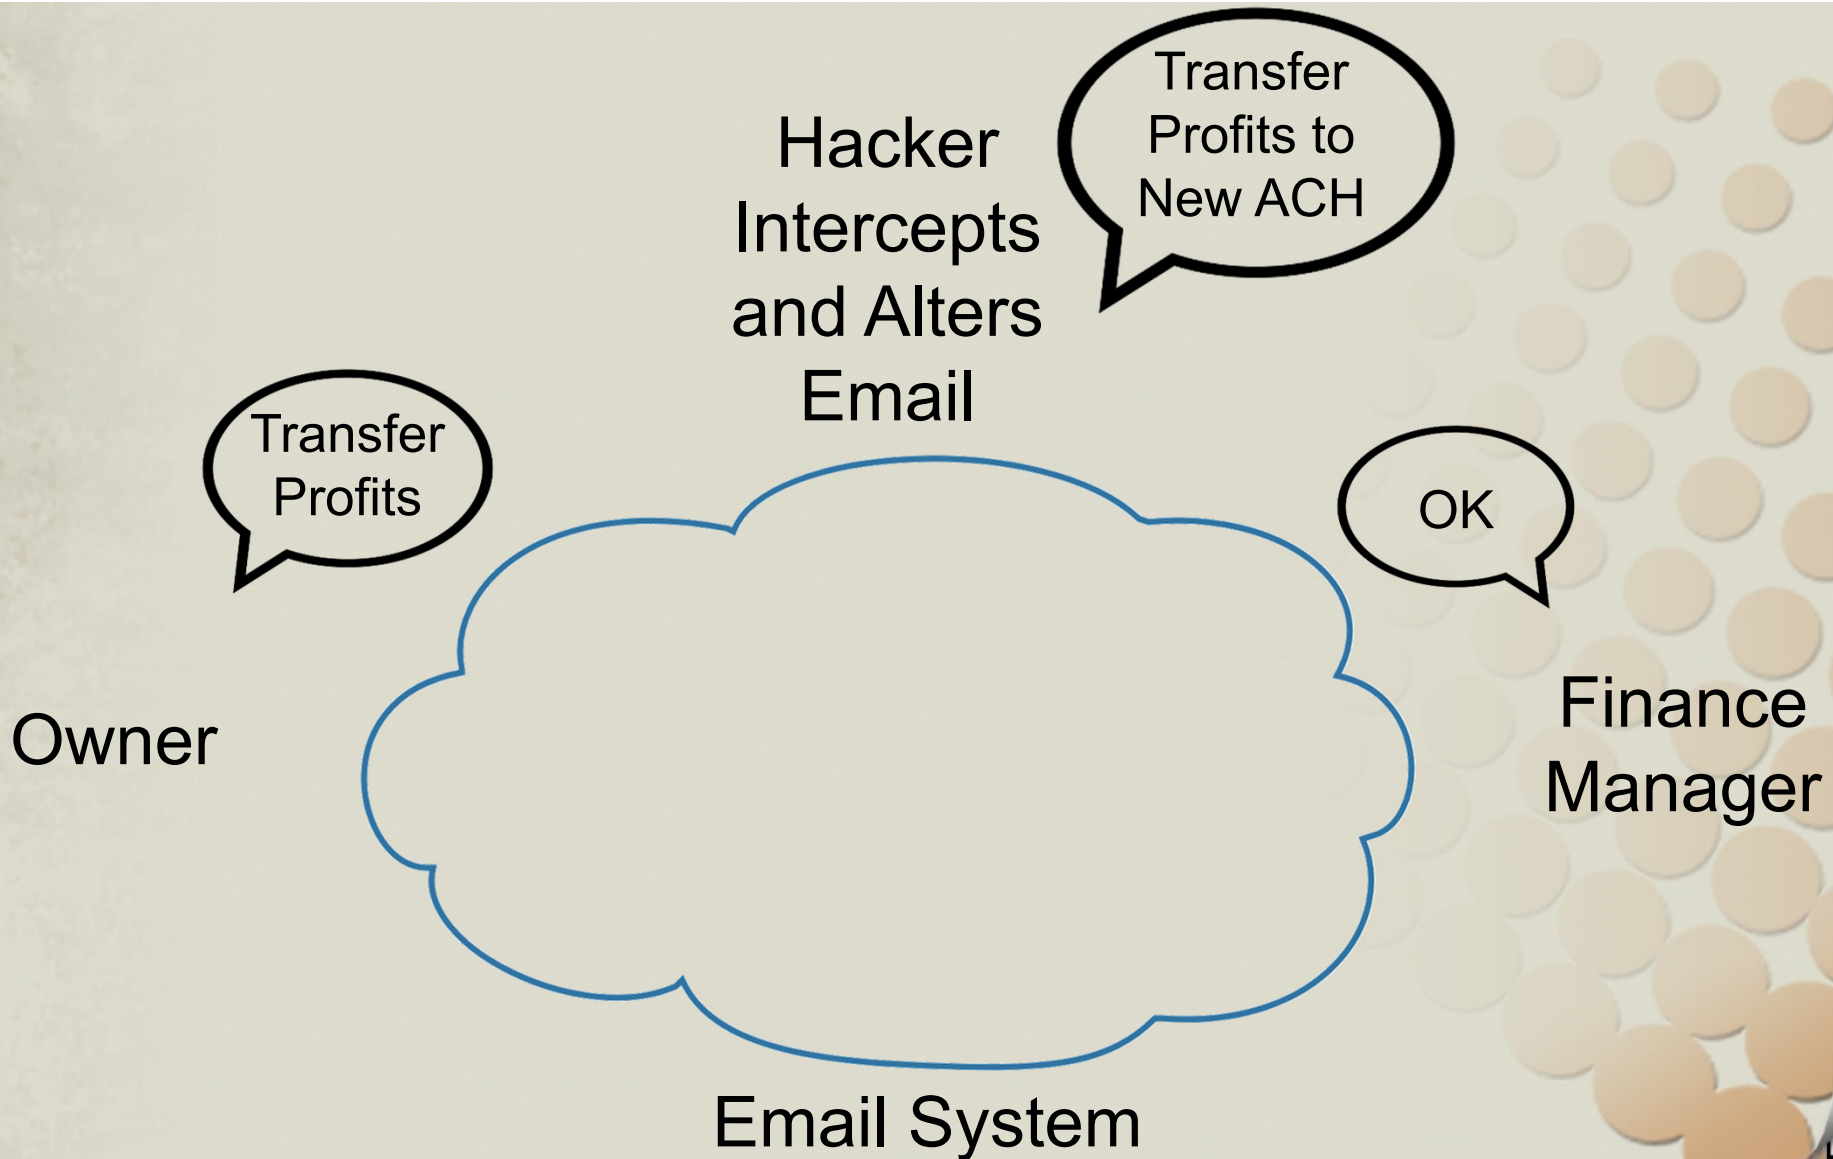 Transfer
Profits to
New ACH
Hacker
Intercepts
and Alters
Email
Transfer
Profits
OK
Owner
Finance
Manager
Email System